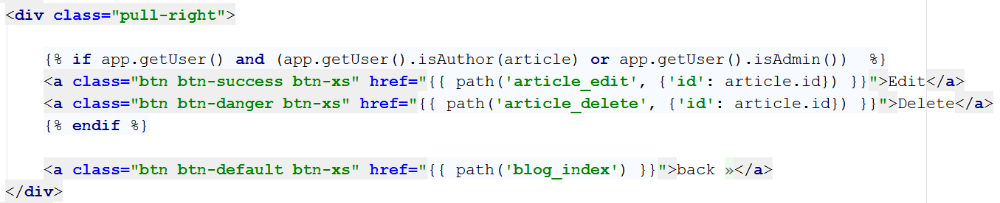 <div class="pull-right">
{% if app.getUser() and (app.getUser().isAuthor(article) or app.getUser().isAdmin())  %}
<a class="btn btn-success btn-xs" href="{{ path('article_edit', {'id': article.id}) }}">Edit</a>
<a class="btn btn-danger btn-xs" href="{{ path('article_delete', {'id': article.id}) }}">Delete</a>
{% endif %}
<a class="btn btn-default btn-xs" href="{{ path('blog_index') }}">back »</a>
</div>